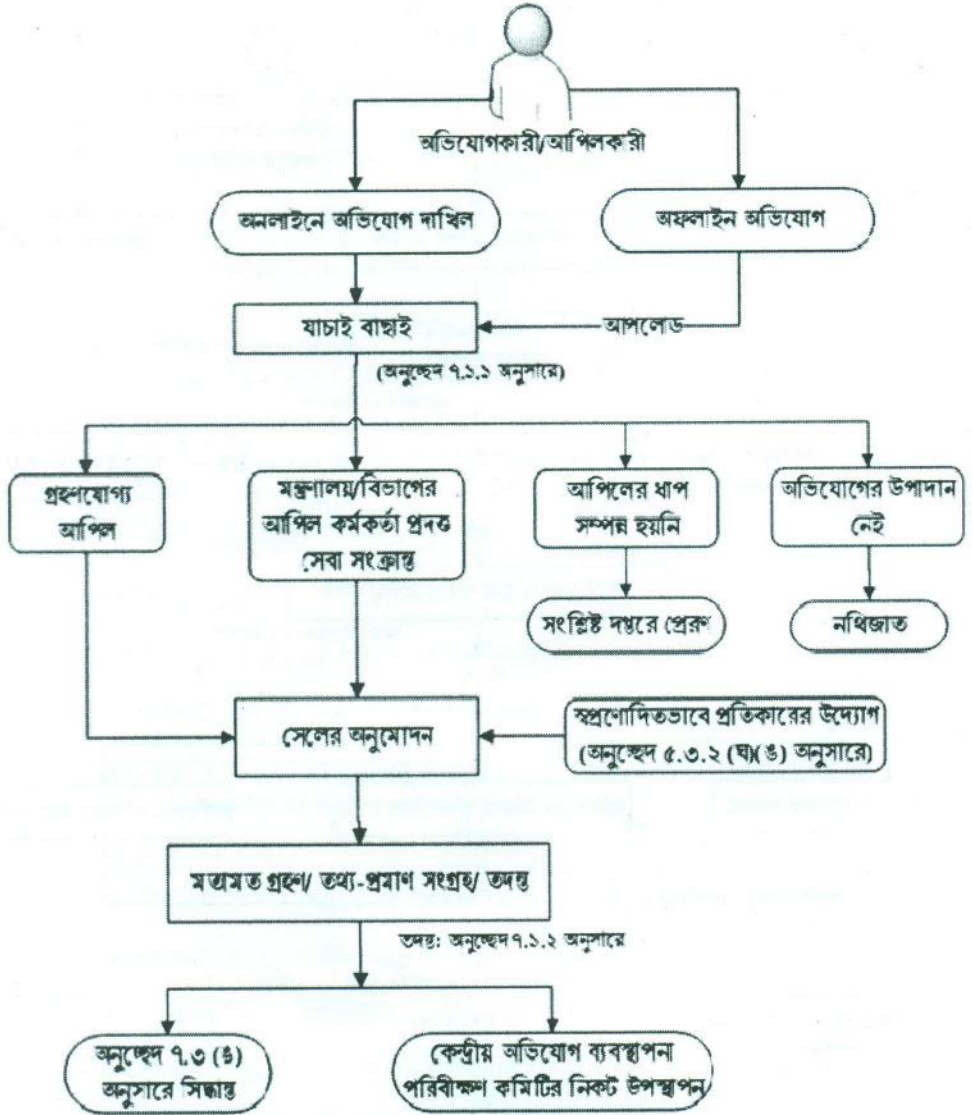 অভিযোগকারী/আপিলকারী
অনলাইনে অভিযোগ দাখিল
অফলাইন অভিযোগ
যাচাই বাছাই
আপলোড
(অনুচ্ছেদ ৭.১.১ অনুসারে)
গ্রহণযোগ্য
আপিল
মন্ত্রণালয়/বিভাগের
আপিল কর্মকর্তা প্রদত্ত
সেবা সংক্রান্ত
আপিলের ধাপ
সম্পন্ন হয়নি
অভিযোগের উপাদান
নেই
সংশ্লিষ্ট দপ্তরে প্রেরণ
নথিজাত
সেলের অনুমোদন
স্বপ্রণোদিতভাবে প্রতিকারের উদ্যোগ
(অনুচ্ছেদ ৫.৩.২ (ঘ)(ঙ) অনুসারে)
মতামত গ্রহণ/ তথ্য-প্রমাণ সংগ্রহ/ তদন্ত
তদন্ত: অনুচ্ছেদ ৭.১.২ অনুসারে
অনুচ্ছেদ ৭.৩ (ঙ)
অনুসারে সিদ্ধান্ত
কেন্দ্রীয় অভিযোগ ব্যবস্থাপনা
পরিবীক্ষণ কমিটির নিকট উপস্থাপন